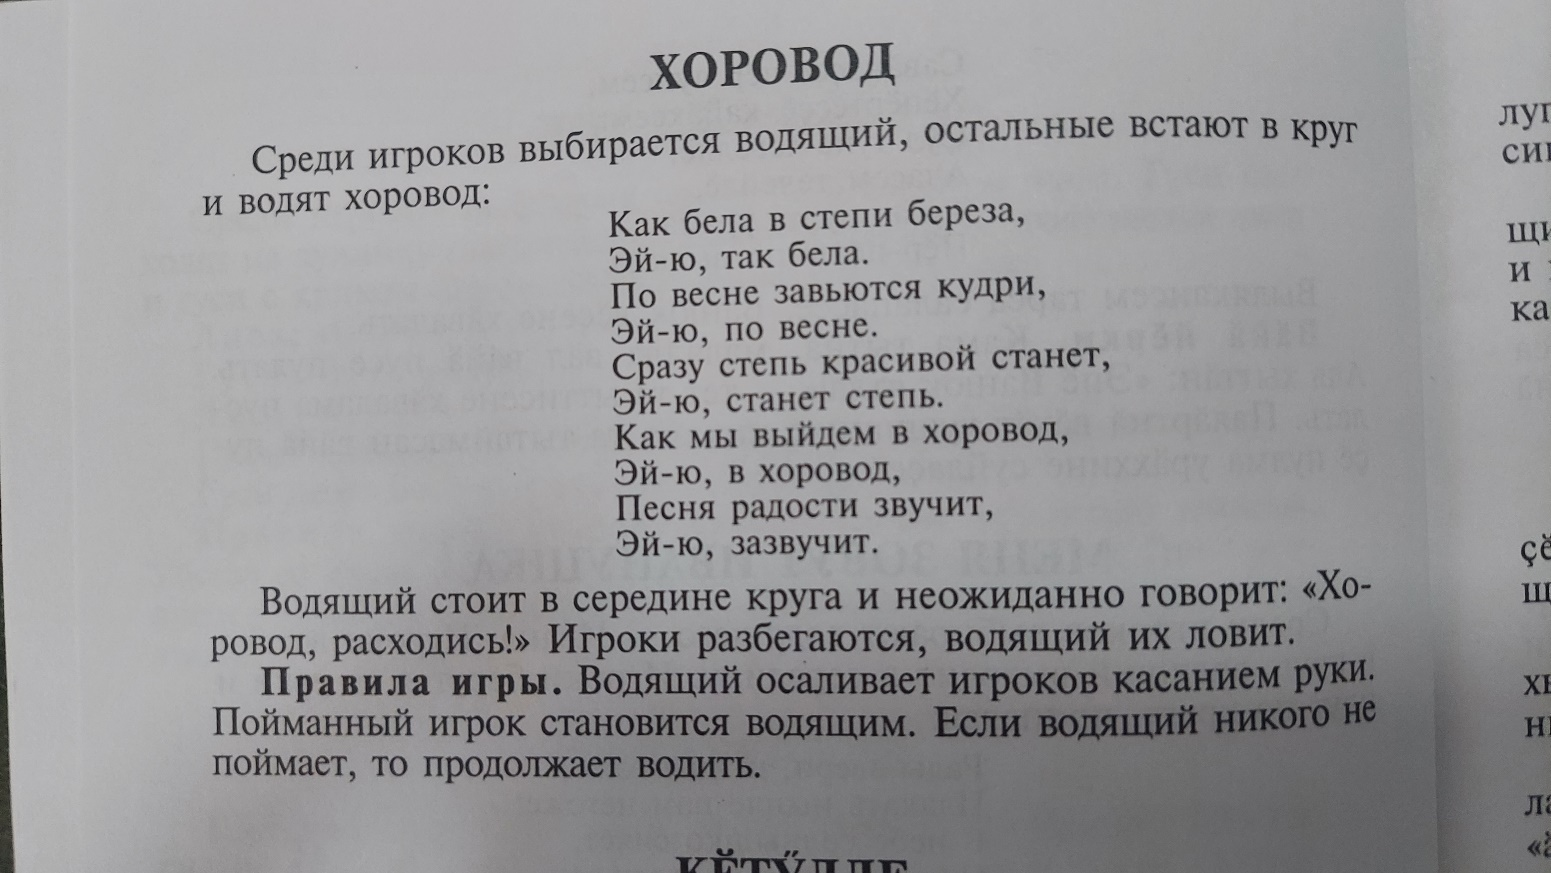 ХОРОВОД
Среди игроков выбирается водящий, остальные встают в круг
и водят хоровод:
Как бела в степи береза,
Эй-ю, так бела.
По весне завьются кудри,
Эй-ю, по весне.
Сразу степь красивой станет,
Эй-ю, станет степь.
Как мы выйдем в хоровод,
Эй-ю, в хоровод,
Песня радости звучит,
Эй-ю, зазвучит.
Водящий стоит в середине круга и неожиданно говорит: «Хо-
ровод, расходись!» Игроки разбегаются, водящий их ловит.
Правила игры. Водящий осаливает игроков касанием руки.
Пойманный игрок становится водящим. Если водящий никого не
поймает, то продолжает водить.